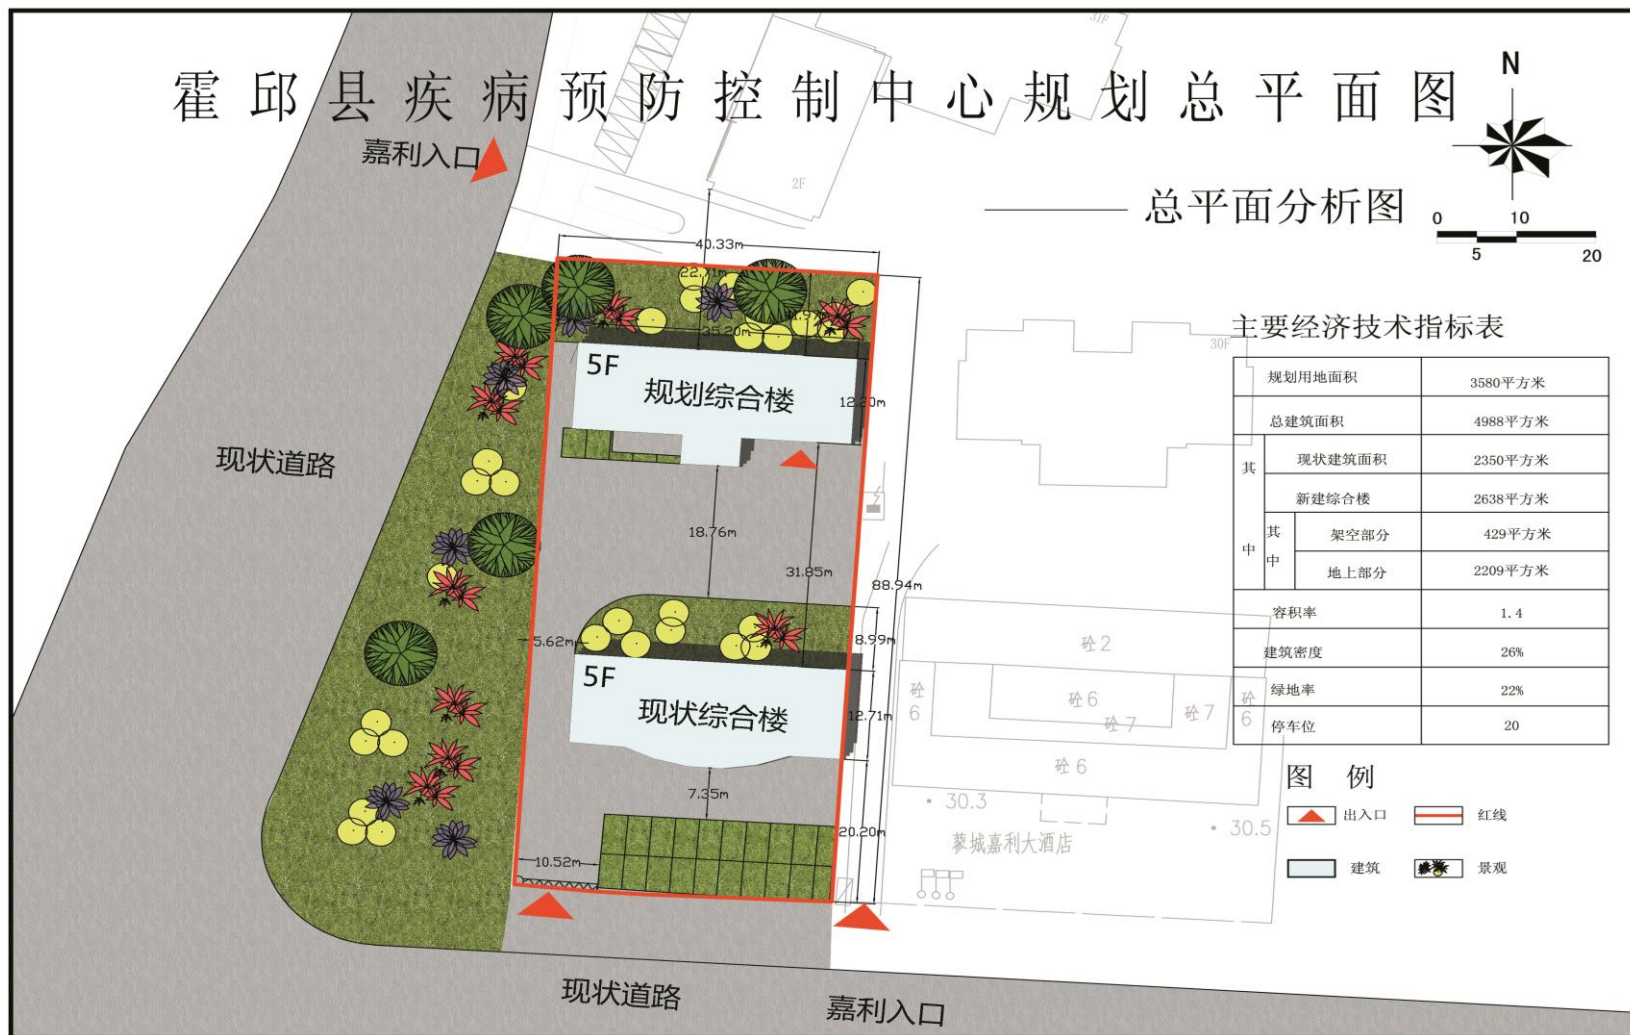 31F
霍邱县疾病预防控制中心规划总平面图
N
嘉利入口
2F
——总平面分析图
0 10
5 20
40.33m
22.71m
35.20m
主要经济技术指标表
30F
规划用地面积 3580平方米
总建筑面积 4988平方米
其中 现状建筑面积 2350平方米
新建综合楼 2638平方米
其中 架空部分 429平方米
地上部分 2209平方米
容积率 1.4
建筑密度 26%
绿地率 22%
停车位 20
5F
规划综合楼
12.20m
现状道路
18.76m
31.85m
88.94m
5.62m
8.99m
5F
现状综合楼
12.71m
7.35m
20.20m
10.52m
砼2
砼6
砼6
砼7
砼7
砼6
砼6
30.3
30.5
蓼城嘉利大酒店
图例
出入口
红线
建筑
景观
现状道路
嘉利入口